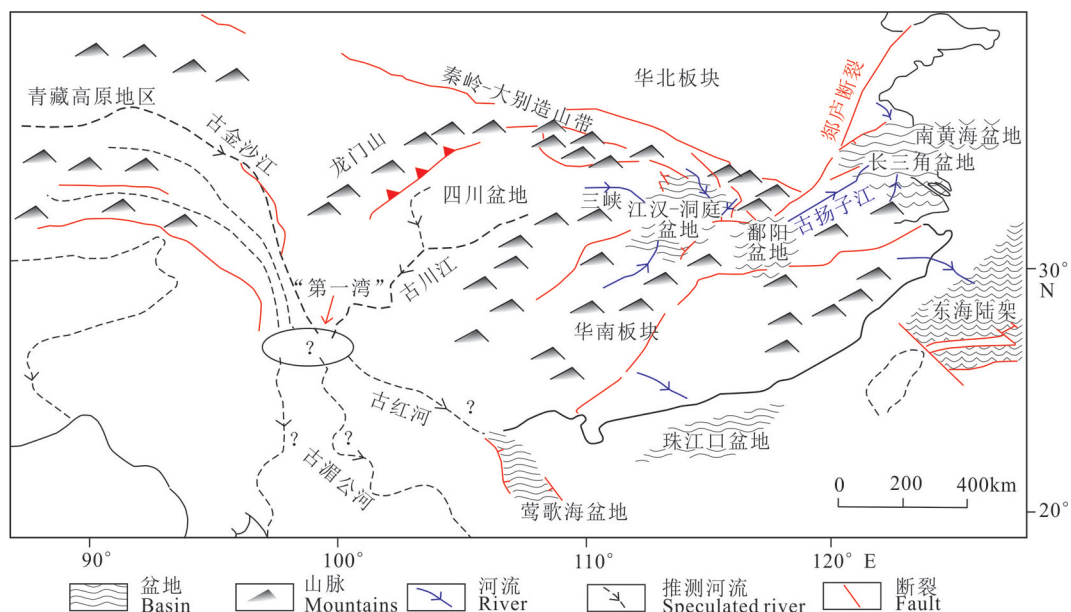 华北板块
秦岭-大别造山带
郯庐断裂
青藏高原地区
古金沙江
龙门山
四川盆地
三峡
江汉-洞庭
盆地
鄱阳
盆地
古扬子江
南黄海盆地
长三角盆地
古川江
“第一湾”
30°
N
华南板块
东海陆架
?
古红河
?
?
?
古湄公河
珠江口盆地
莺歌海盆地
0 200 400km
20°
90° 100° 110° 120° E
盆地
Basin
山脉
Mountains
河流
River
推测河流
Speculated river
断裂
Fault